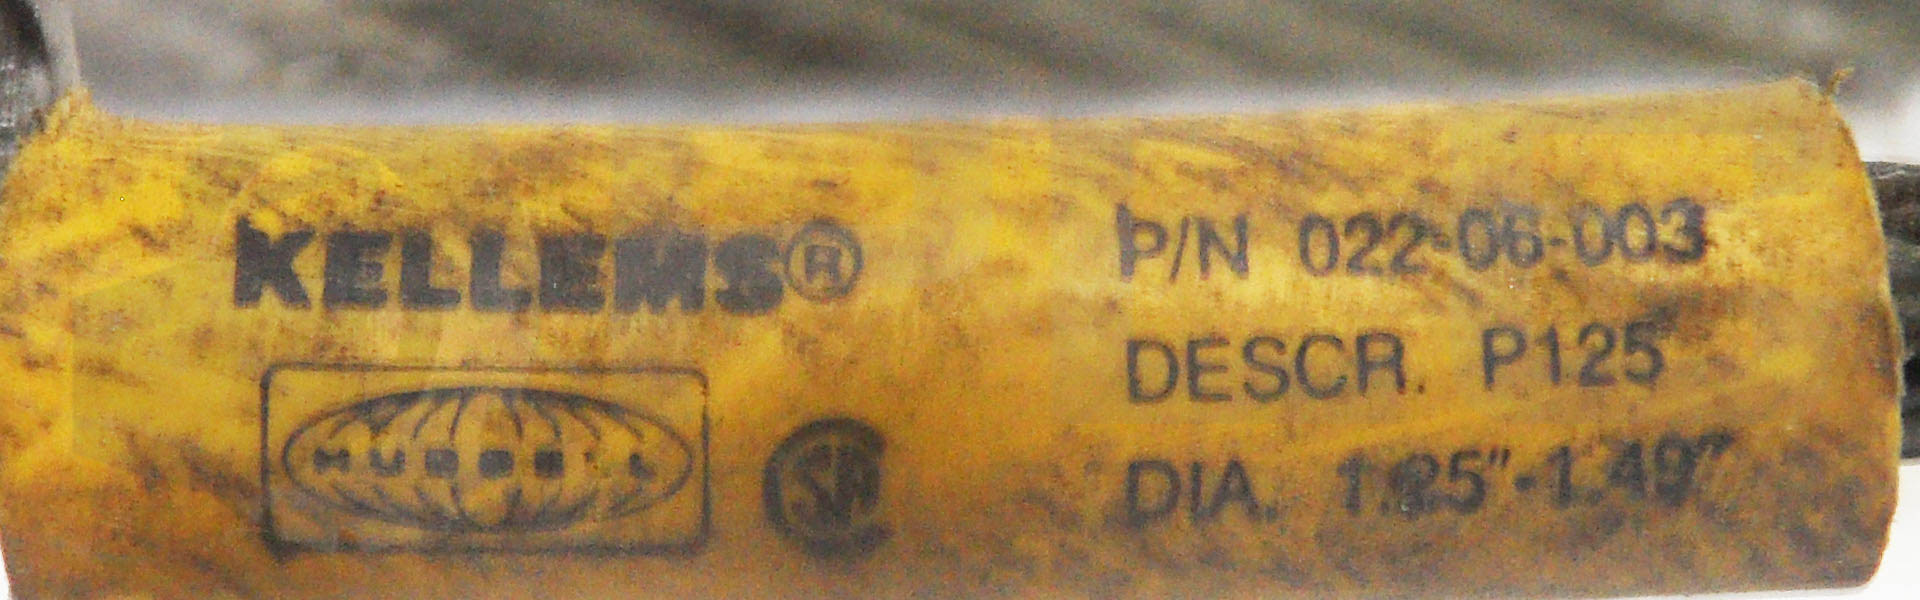 KELLEMS®
HUBBELL
P/N 022-06-003
DESCR. P125
DIA. 1.25"-1.49"